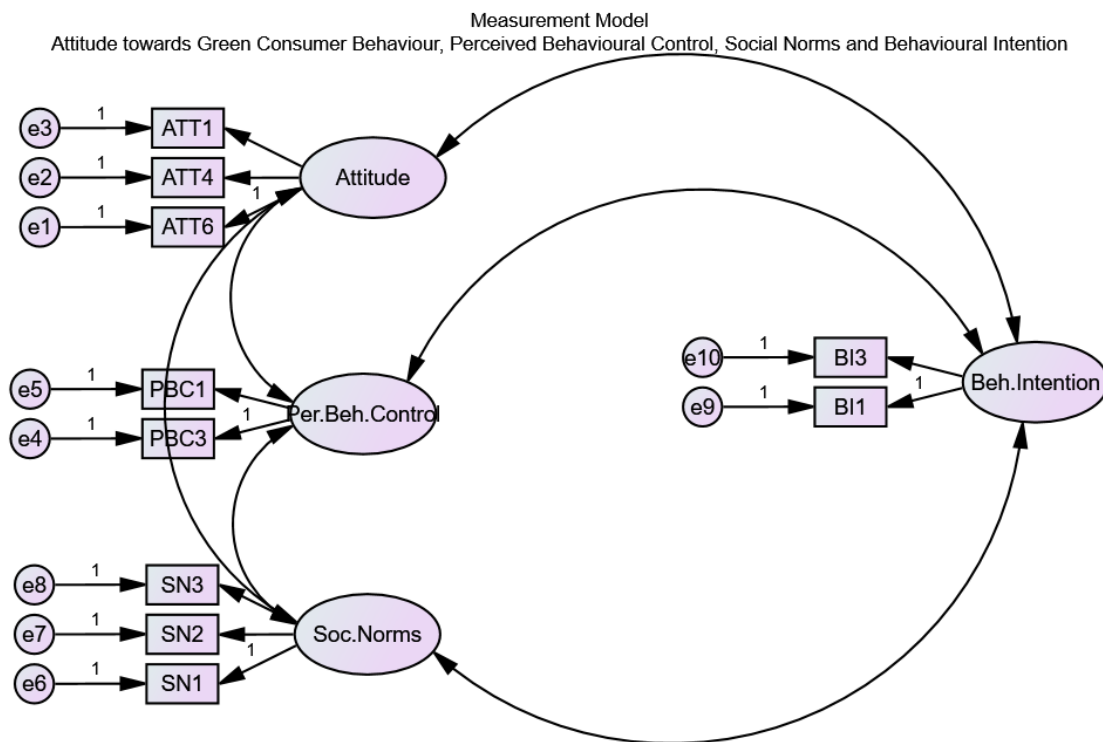 Measurement Model
Attitude towards Green Consumer Behaviour, Perceived Behavioural Control, Social Norms and Behavioural Intention
e3 1 ATT1
e2 1 ATT4 Attitude
1
e1 1 ATT6
e10 1 BI3
Beh.Intention
1
e9 1 BI1
e5 1 PBC1
Per.Beh.Control
1
e4 1 PBC3
e8 1 SN3
e7 1 SN2 Soc.Norms
1
e6 1 SN1